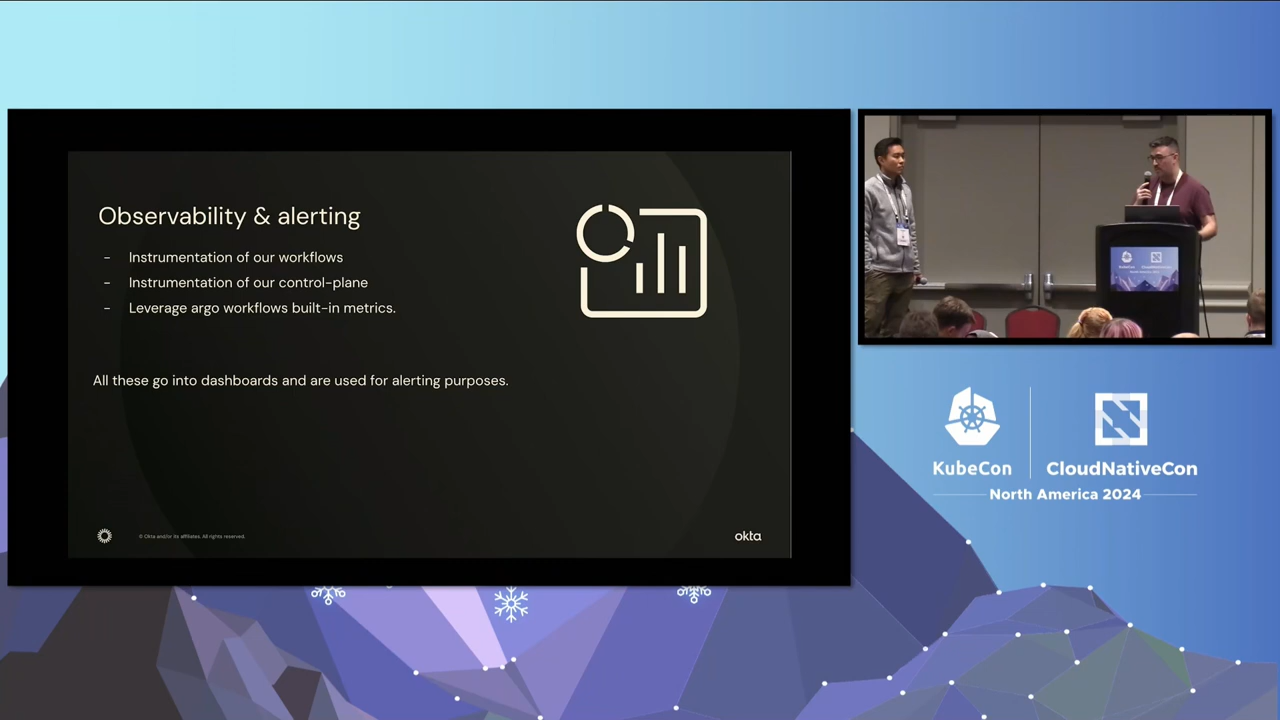 Observability & alerting
- Instrumentation of our workflows
- Instrumentation of our control-plane
- Leverage argo workflows built-in metrics.
All these go into dashboards and are used for alerting purposes.
© Okta and/or its affiliates. All rights reserved.
okta
KubeCon
CloudNativeCon
North America 2024